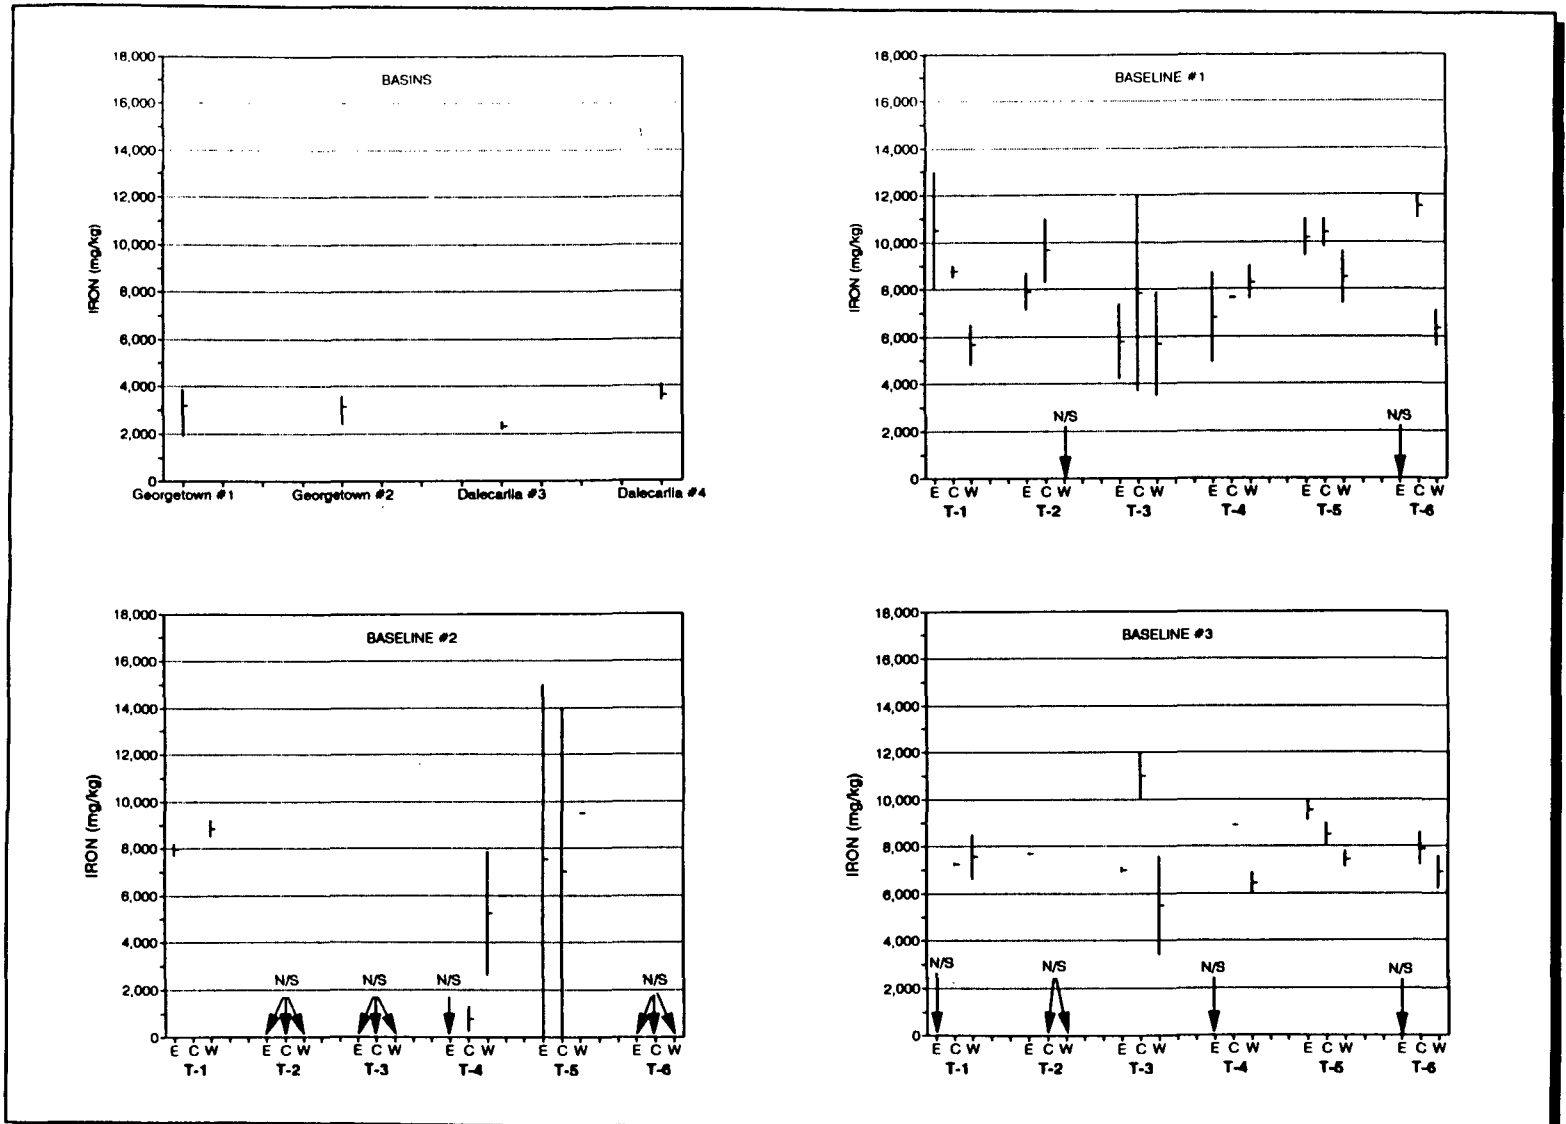 BASINS
IRON (mg/kg)
18,000
16,000
14,000
12,000
10,000
8,000
6,000
4,000
2,000
0
Georgetown #1 Georgetown #2 Dalecarlia #3 Dalecarlia #4
BASELINE #1
IRON (mg/kg)
18,000
16,000
14,000
12,000
10,000
8,000
6,000
4,000
2,000
0
N/S N/S
E C W E C W E C W E C W E C W E C W
T-1 T-2 T-3 T-4 T-5 T-6
BASELINE #2
IRON (mg/kg)
18,000
16,000
14,000
12,000
10,000
8,000
6,000
4,000
2,000
0
N/S N/S N/S N/S
E C W E C W E C W E C W E C W E C W
T-1 T-2 T-3 T-4 T-5 T-6
BASELINE #3
IRON (mg/kg)
18,000
16,000
14,000
12,000
10,000
8,000
6,000
4,000
2,000
0
N/S N/S N/S N/S
E C W E C W E C W E C W E C W E C W
T-1 T-2 T-3 T-4 T-5 T-6